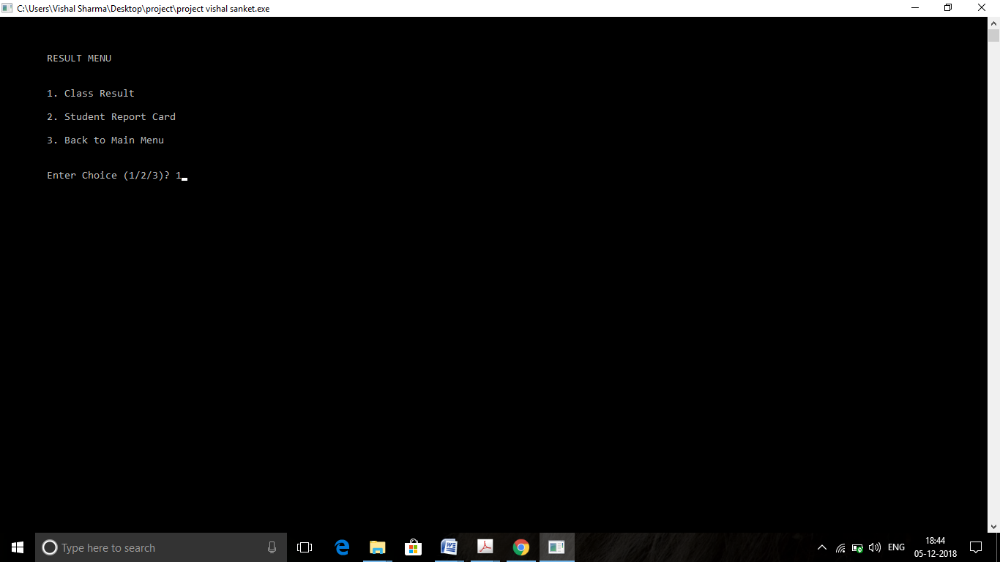 C:\Users\Vishal Sharma\Desktop\project\project vishal sanket.exe
RESULT MENU
1. Class Result
2. Student Report Card
3. Back to Main Menu
Enter Choice (1/2/3)? 1
Type here to search
ENG
18:44
05-12-2018